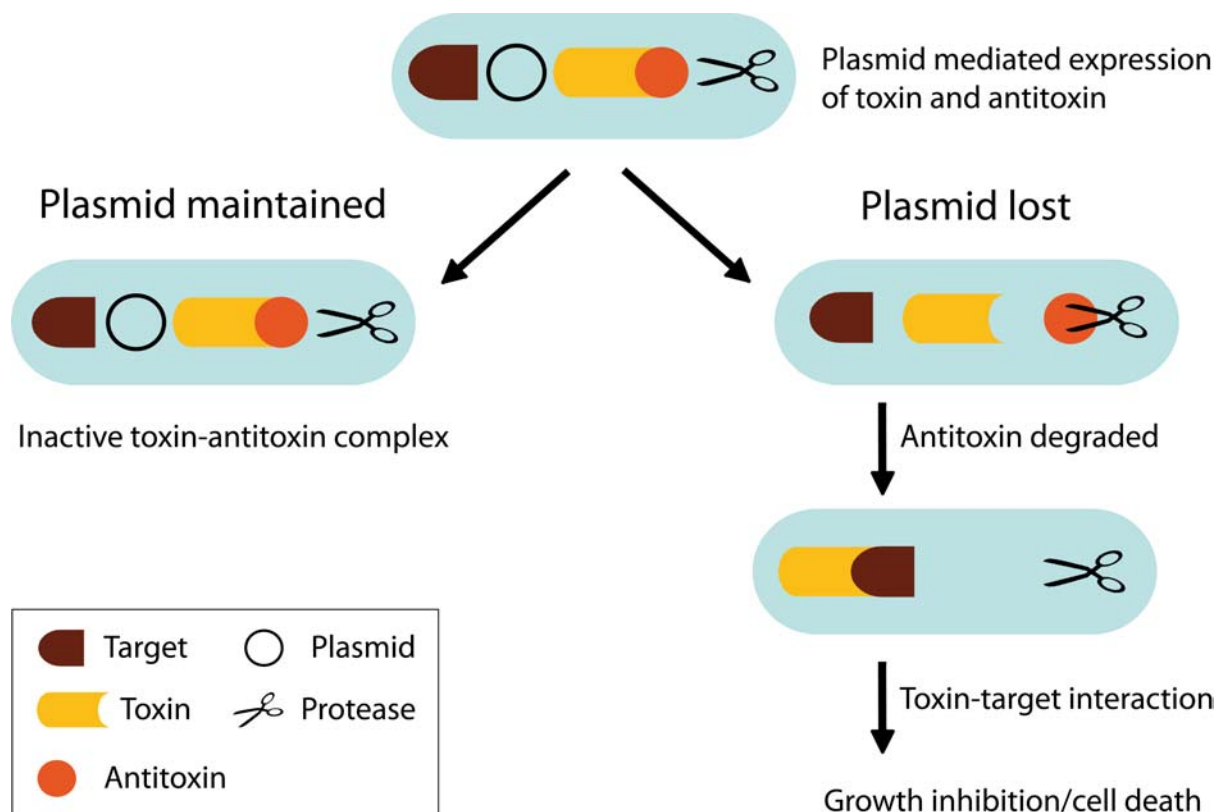 Plasmid mediated expression
of toxin and antitoxin
Plasmid maintained
Plasmid lost
Inactive toxin-antitoxin complex
Antitoxin degraded
Toxin-target interaction
Growth inhibition/cell death
Target
Plasmid
Toxin
Protease
Antitoxin